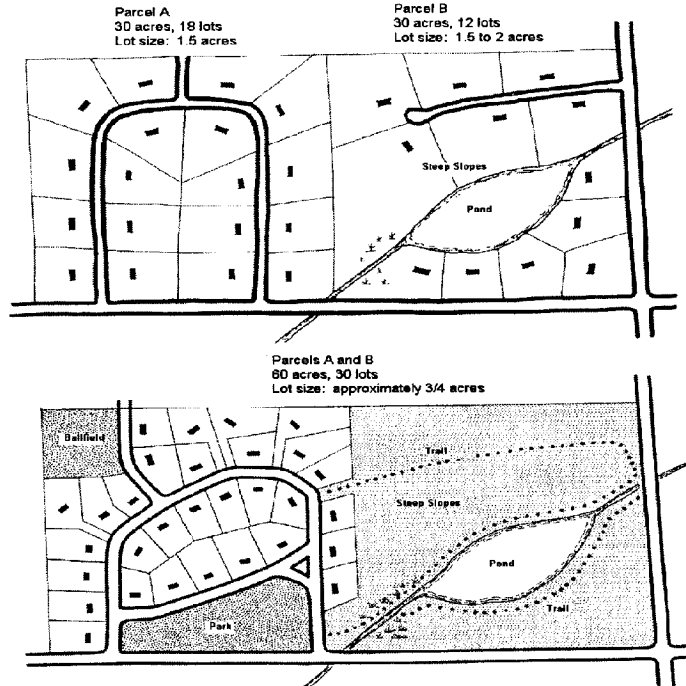 Parcel A
30 acres, 18 lots
Lot size: 1.5 acres
Parcel B
30 acres, 12 lots
Lot size: 1.5 to 2 acres
Steep Slopes
Pond
Parcels A and B
60 acres, 30 lots
Lot size: approximately 3/4 acres
Ballfield
Trail
Steep Slopes
Pond
Trail
Park